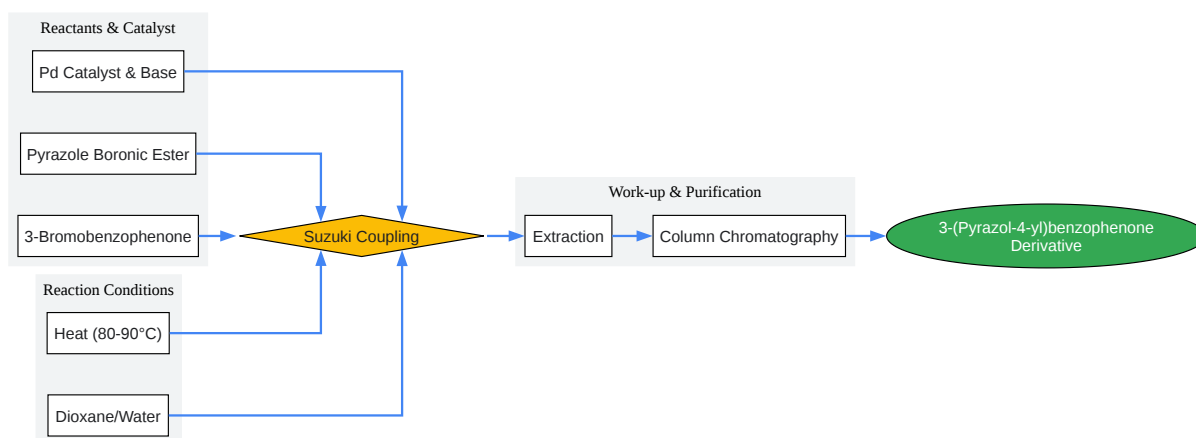 Reactants & Catalyst
Pd Catalyst & Base
Pyrazole Boronic Ester
3-Bromobenzophenone
Suzuki Coupling
Reaction Conditions
Heat (80-90°C)
Dioxane/Water
Work-up & Purification
Extraction
Column Chromatography
3-(Pyrazol-4-yl)benzophenone
Derivative